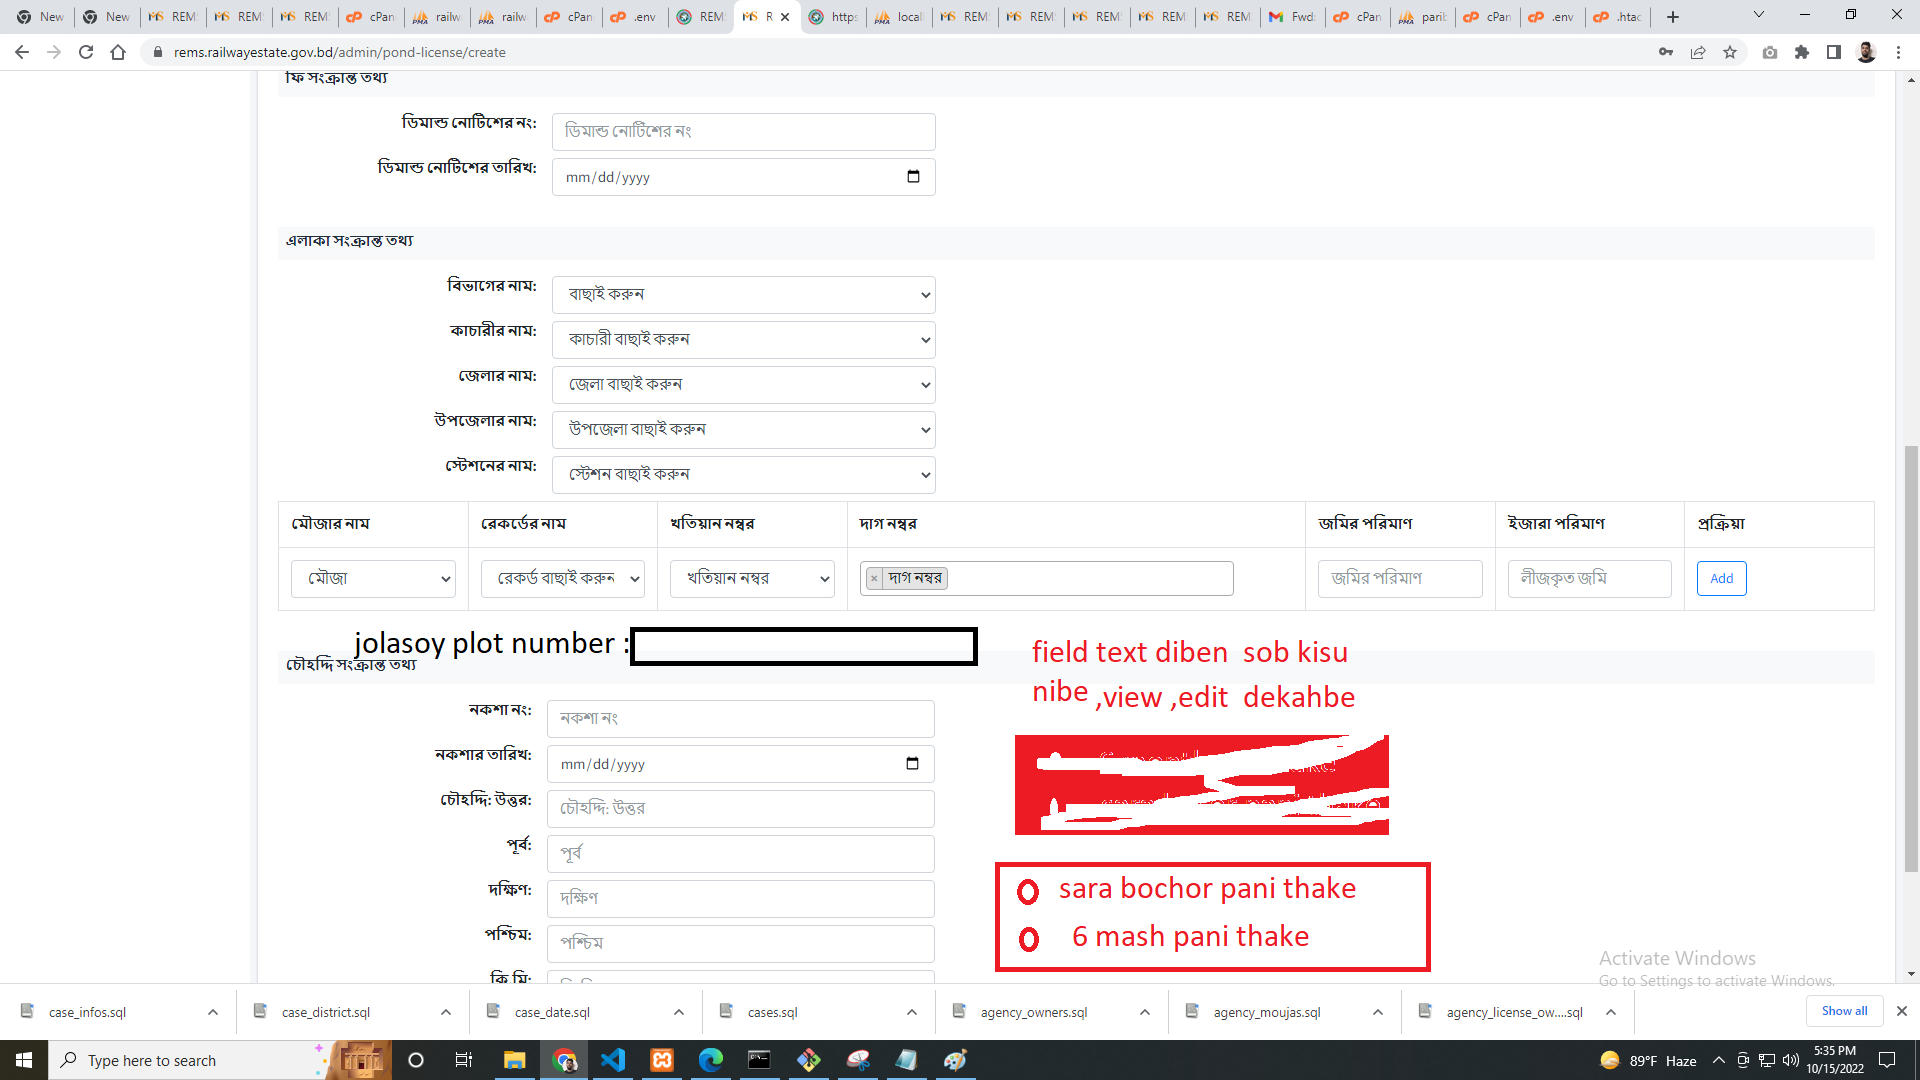 New
New
REM
REM
REM
cPan
railw
railw
cPan
.env
REM
R
https
locall
REM
REM
REM
REM
REM
Fwd:
cPan
parib
cPan
.env
.htac
rems.railwayestate.gov.bd/admin/pond-license/create
ফি সংক্রান্ত তথ্য
ডিমান্ড নোটিশের নং:
ডিমান্ড নোটিশের নং
ডিমান্ড নোটিশের তারিখ:
mm/dd/yyyy
এলাকা সংক্রান্ত তথ্য
বিভাগের নাম:
বাছাই করুন
কাচারীর নাম:
কাচারী বাছাই করুন
জেলার নাম:
জেলা বাছাই করুন
উপজেলার নাম:
উপজেলা বাছাই করুন
স্টেশনের নাম:
স্টেশন বাছাই করুন
মৌজার নাম রেকর্ডের নাম খতিয়ান নম্বর দাগ নম্বর জমির পরিমাণ ইজারা পরিমাণ প্রক্রিয়া
মৌজা রেকর্ড বাছাই করুন খতিয়ান নম্বর × দাগ নম্বর জমির পরিমাণ লীজকৃত জমি Add
jolasoy plot number :
field text diben sob kisu
nibe ,view ,edit dekahbe
চৌহদ্দি সংক্রান্ত তথ্য
নকশা নং:
নকশা নং
নকশার তারিখ:
mm/dd/yyyy
চৌহদ্দি: উত্তর:
চৌহদ্দি: উত্তর
পূর্ব:
পূর্ব
দক্ষিণ:
দক্ষিণ
পশ্চিম:
পশ্চিম
কি মি:
sara bochor pani thake
6 mash pani thake
Activate Windows
Go to Settings to activate Windows.
case_infos.sql
case_district.sql
case_date.sql
cases.sql
agency_owners.sql
agency_moujas.sql
agency_license_ow....sql
Show all
Type here to search
89°F Haze
5:35 PM
10/15/2022